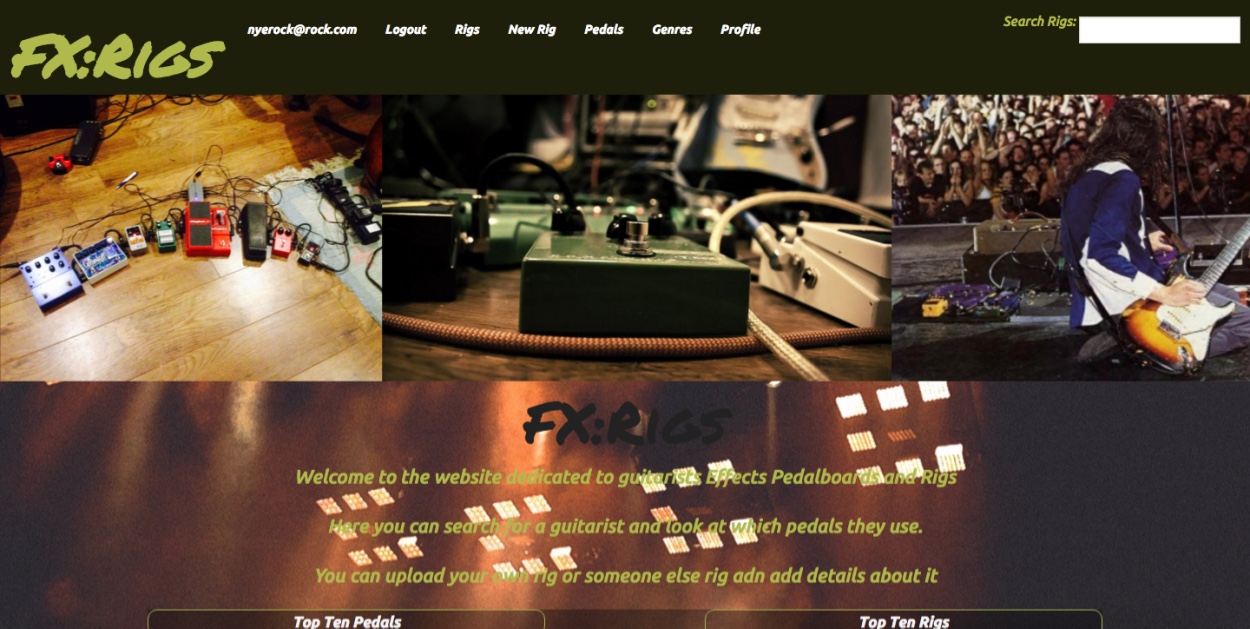 FX:Rigs
nyerock@rock.com Logout Rigs New Rig Pedals Genres Profile
Search Rigs:
FX:Rigs
Welcome to the website dedicated to guitarists Effects Pedalboards and Rigs
Here you can search for a guitarist and look at which pedals they use.
You can upload your own rig or someone else rig adn add details about it
Top Ten Pedals
Top Ten Rigs